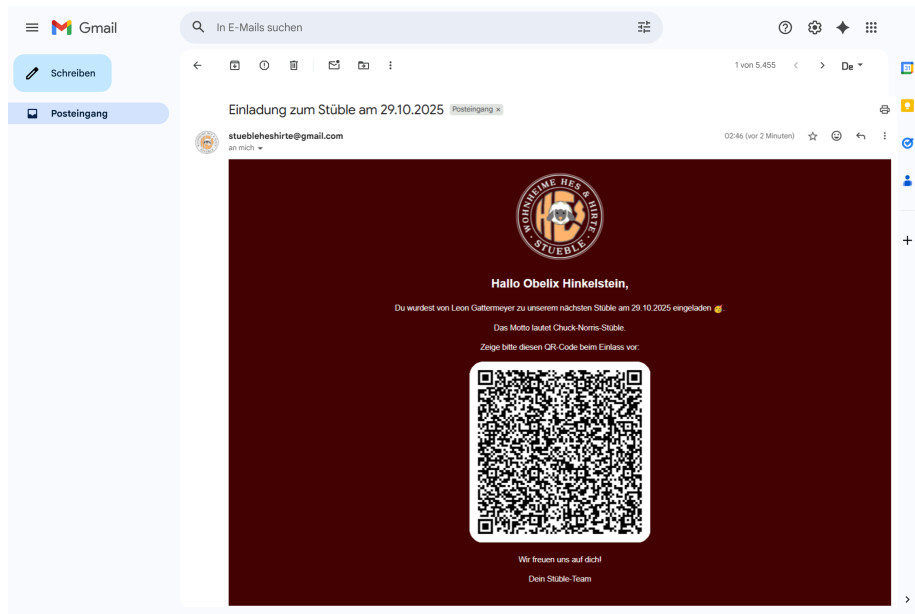 Gmail
In E-Mails suchen
Schreiben
Posteingang
1 von 5.455
De
Einladung zum Stüble am 29.10.2025
Posteingang ×
stuebleheshirte@gmail.com
02:46 (vor 2 Minuten)
an mich
WOHNHEIME HES & HIRTE
HES
· STUEBLE ·
Hallo Obelix Hinkelstein,
Du wurdest von Leon Gattermeyer zu unserem nächsten Stüble am 29.10.2025 eingeladen 🥳.
Das Motto lautet Chuck-Norris-Stüble.
Zeige bitte diesen QR-Code beim Einlass vor:
Wir freuen uns auf dich!
Dein Stüble-Team